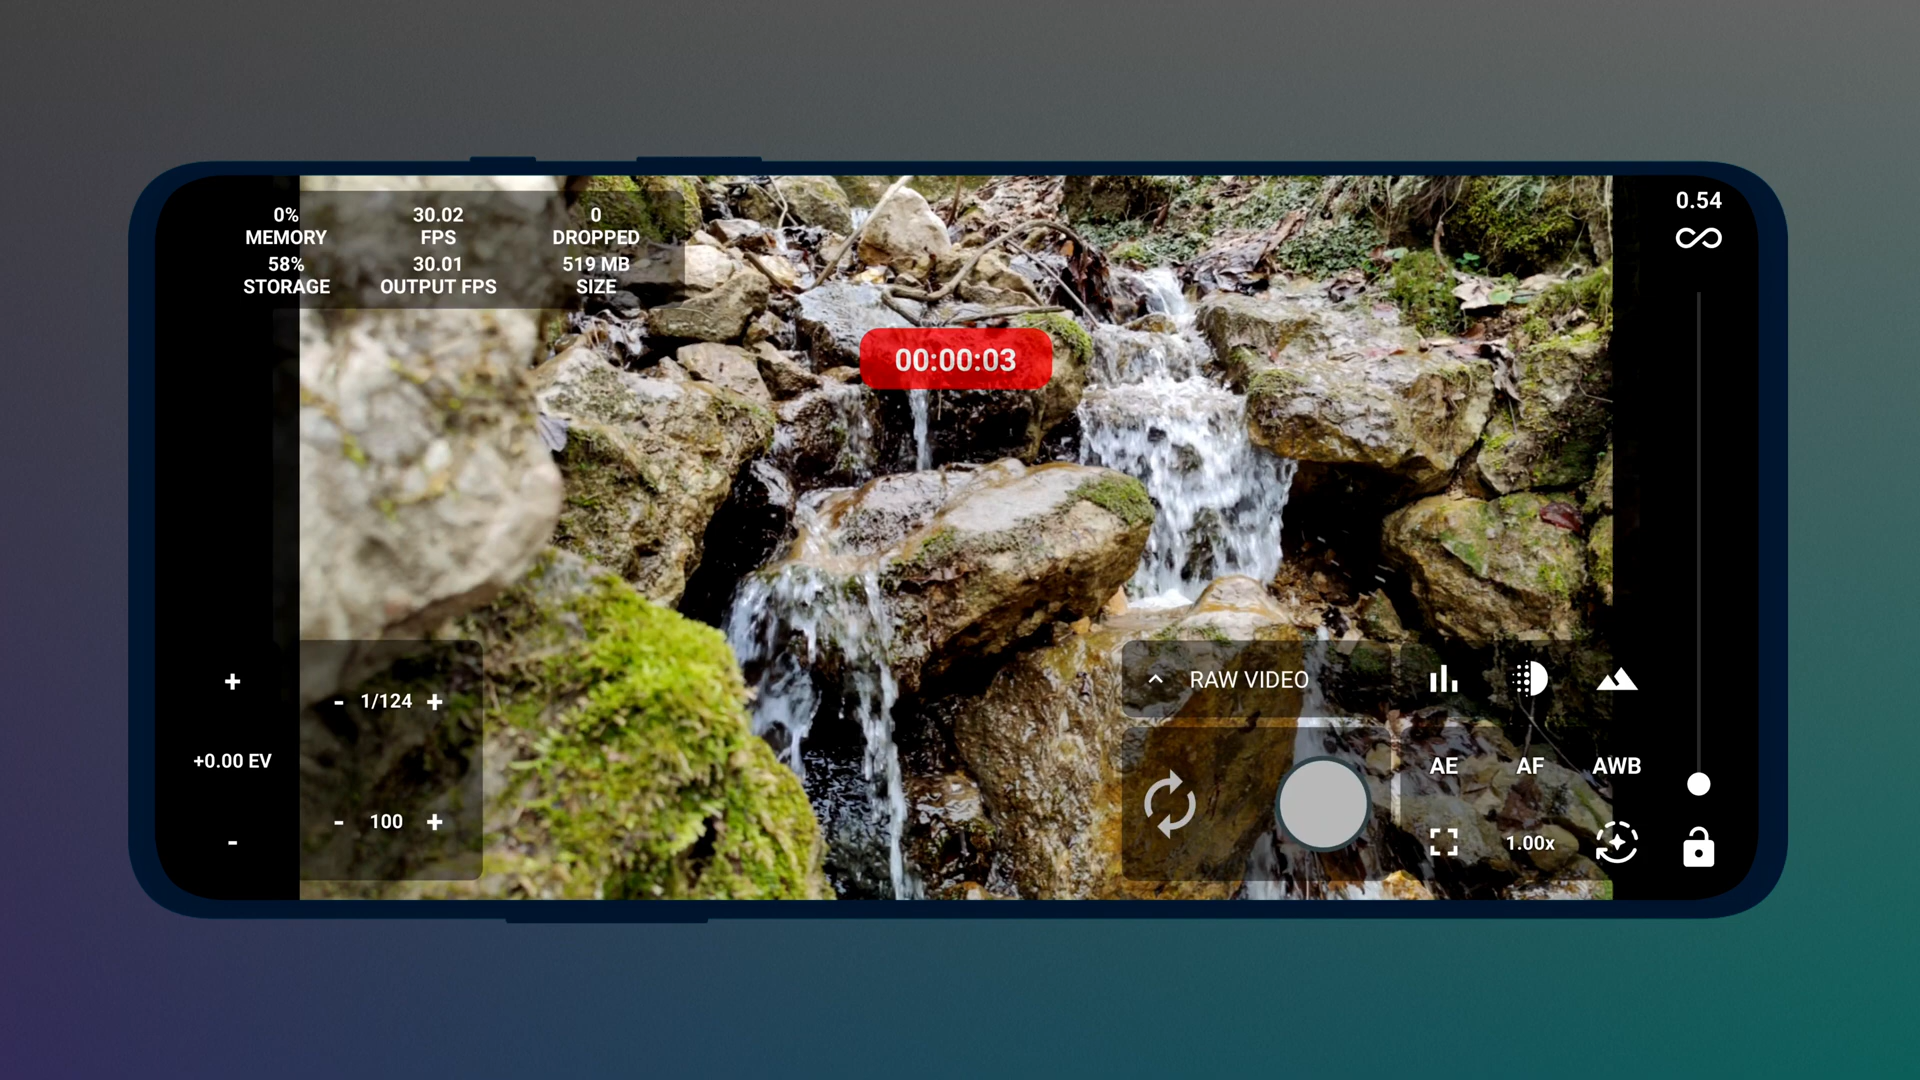 0%
MEMORY
30.02
FPS
0
DROPPED
58%
STORAGE
30.01
OUTPUT FPS
519 MB
SIZE
0.54
00:00:03
+
+0.00 EV
-
- 1/124 +
- 100 +
RAW VIDEO
AE AF AWB
1.00x